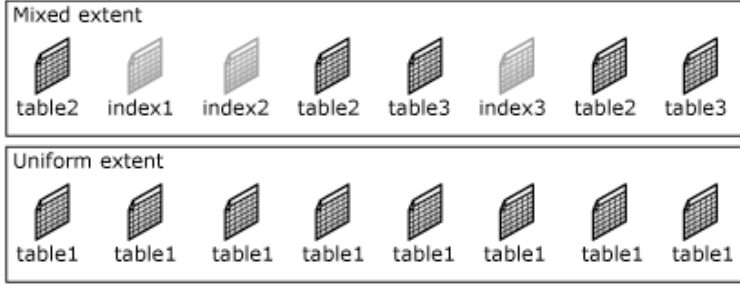 Mixed extent
table2 index1 index2 table2 table3 index3 table2 table3
Uniform extent
table1 table1 table1 table1 table1 table1 table1 table1